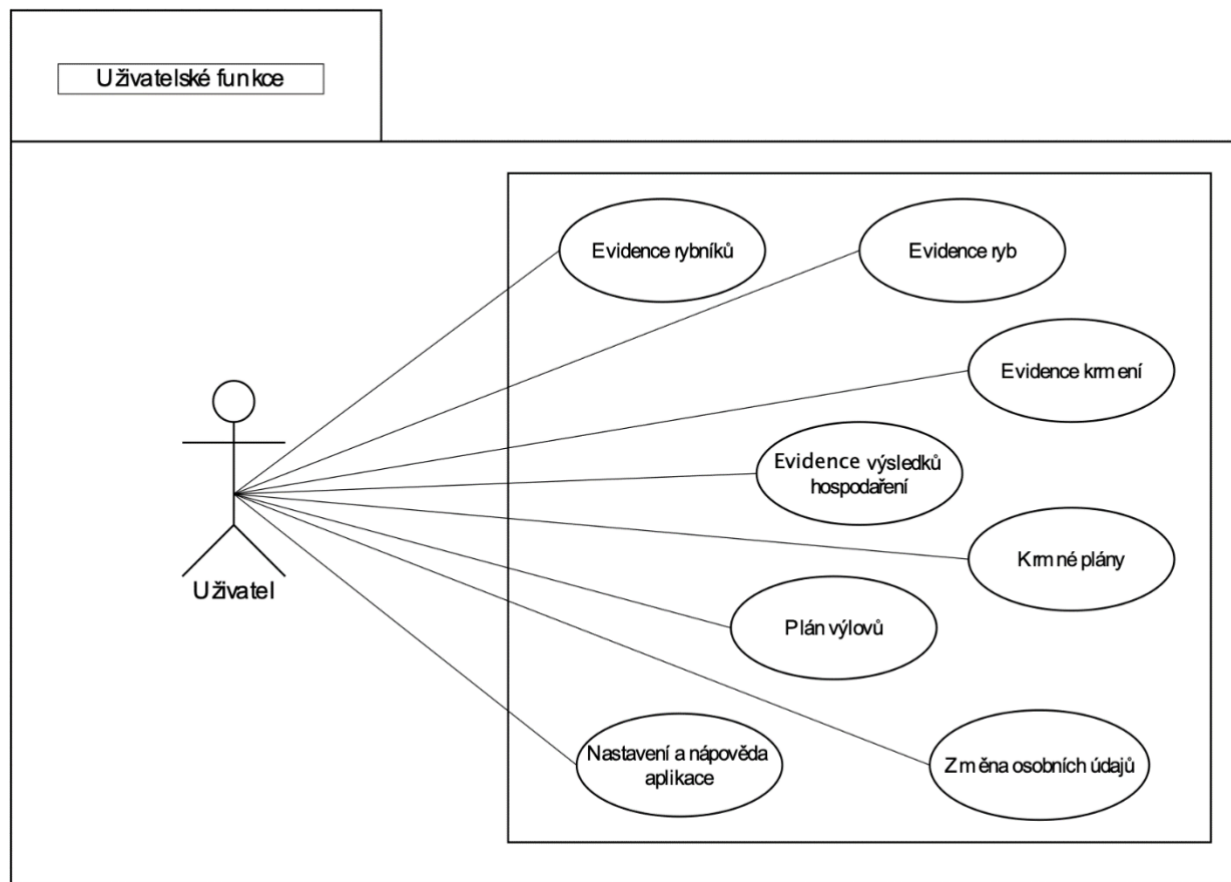 Uživatelské funkce
Evidence rybníků
Evidence ryb
Evidence krmení
Evidence výsledků
hospodaření
Krmné plány
Uživatel
Plán výlovů
Nastavení a nápověda
aplikace
Změna osobních údajů